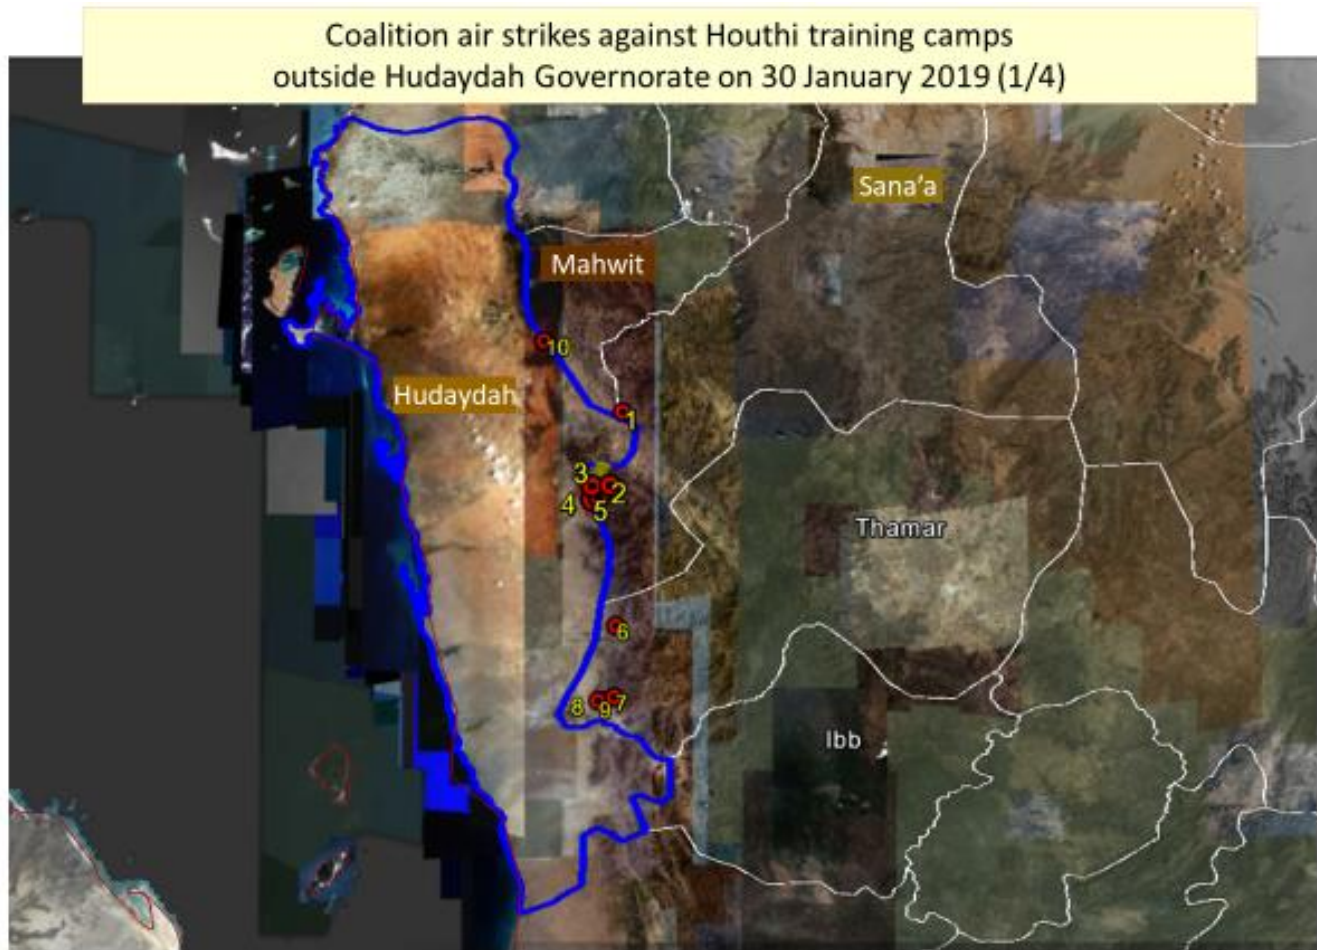 Coalition air strikes against Houthi training camps
outside Hudaydah Governorate on 30 January 2019 (1/4)
Sana’a
Mahwit
10
Hudaydah
1
3
2
4
5
Thamar
6
8
9
7
Ibb